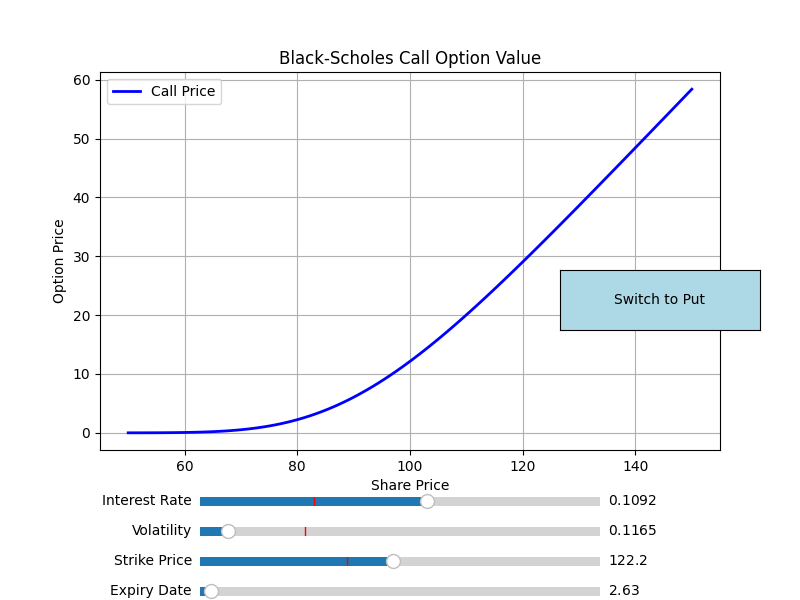 Black-Scholes Call Option Value
Call Price
60
50
40
30
20
10
0
Option Price
Switch to Put
60
80
100
120
140
Share Price
Interest Rate 0.1092
Volatility 0.1165
Strike Price 122.2
Expiry Date 2.63